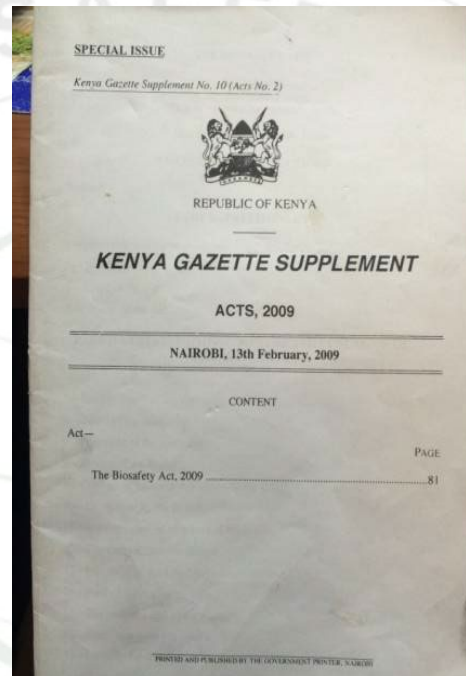 SPECIAL ISSUE
Kenya Gazette Supplement No. 10 (Acts No. 2)
REPUBLIC OF KENYA
KENYA GAZETTE SUPPLEMENT
ACTS, 2009
NAIROBI, 13th February, 2009
CONTENT
Act—
PAGE
The Biosafety Act, 2009 ........................................................................81
PRINTED AND PUBLISHED BY THE GOVERNMENT PRINTER, NAIROBI